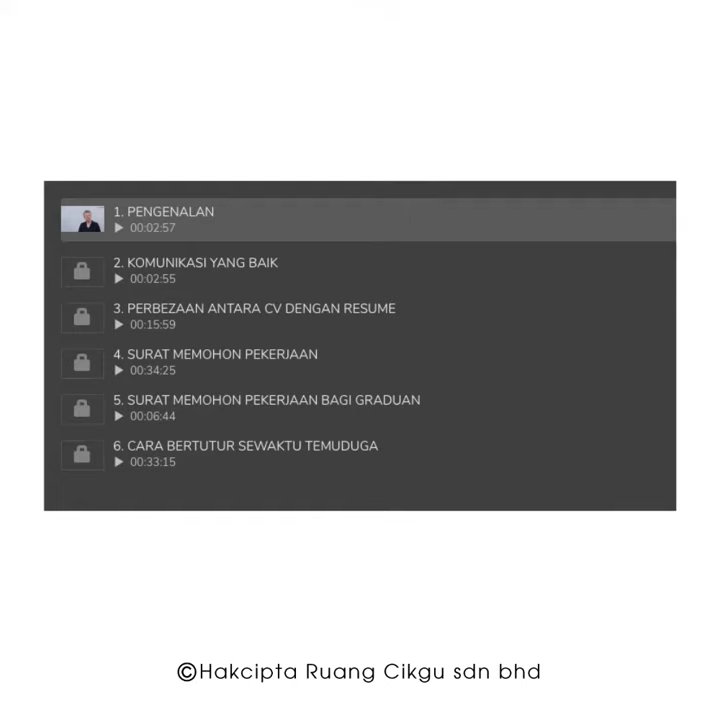 1. PENGENALAN
00:02:57
2. KOMUNIKASI YANG BAIK
00:02:55
3. PERBEZAAN ANTARA CV DENGAN RESUME
00:15:59
4. SURAT MEMOHON PEKERJAAN
00:34:25
5. SURAT MEMOHON PEKERJAAN BAGI GRADUAN
00:06:44
6. CARA BERTUTUR SEWAKTU TEMUDUGA
00:33:15
©Hakcipta Ruang Cikgu sdn bhd